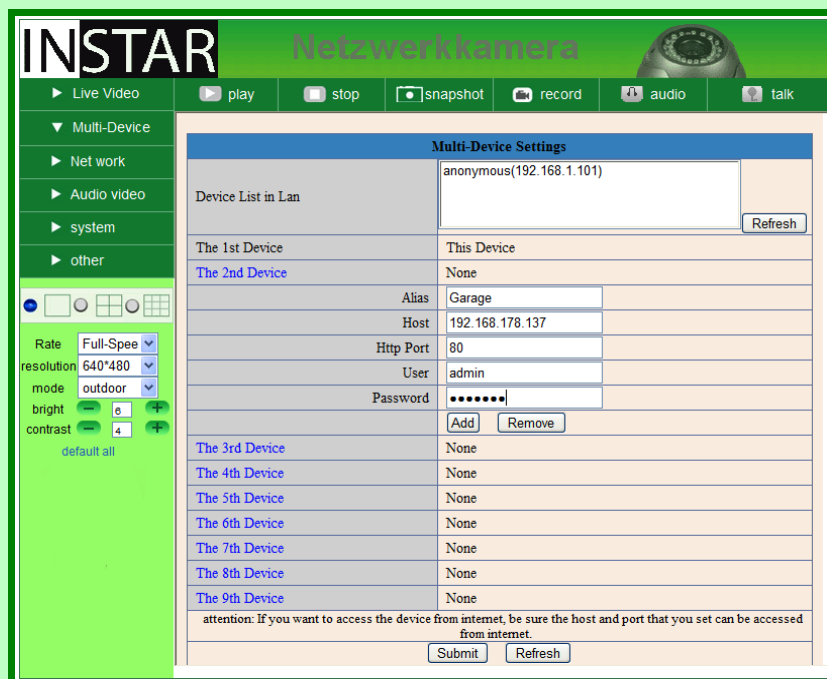 INSTAR Netzwerkkamera
Live Video
play
stop
snapshot
record
audio
talk
Multi-Device
Net work
Audio video
system
other
Rate Full-Spee
resolution 640*480
mode outdoor
bright 6
contrast 4
default all
Multi-Device Settings
Device List in Lan
anonymous(192.168.1.101)
Refresh
The 1st Device This Device
The 2nd Device None
Alias Garage
Host 192.168.178.137
Http Port 80
User admin
Password •••••••
Add Remove
The 3rd Device None
The 4th Device None
The 5th Device None
The 6th Device None
The 7th Device None
The 8th Device None
The 9th Device None
attention: If you want to access the device from internet, be sure the host and port that you set can be accessed
from internet.
Submit Refresh